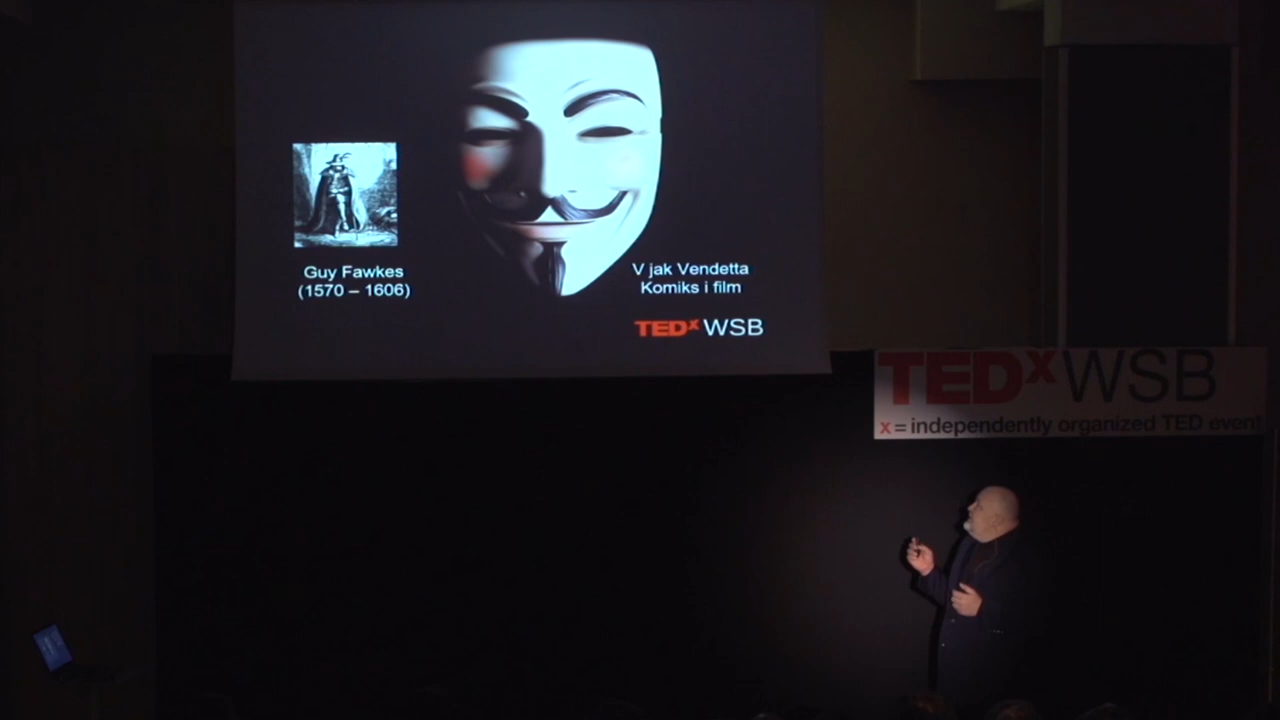 Guy Fawkes
(1570 – 1606)
V jak Vendetta
Komiks i film
TEDx WSB
TEDx WSB
x = independently organized TED event